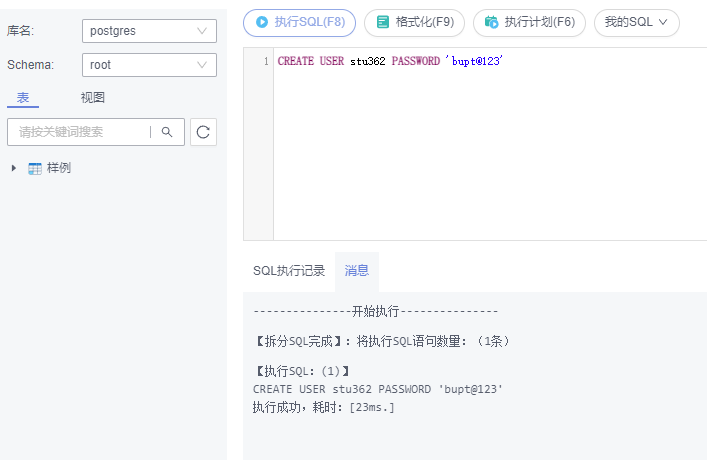 库名:
postgres
Schema:
root
表
视图
请按关键词搜索
样例
执行SQL(F8)
格式化(F9)
执行计划(F6)
我的SQL
1
CREATE USER stu362 PASSWORD 'bupt@123'
SQL执行记录
消息
---------------开始执行---------------
【拆分SQL完成】：将执行SQL语句数量：（1条）
【执行SQL：(1)】
CREATE USER stu362 PASSWORD 'bupt@123'
执行成功，耗时：[23ms.]